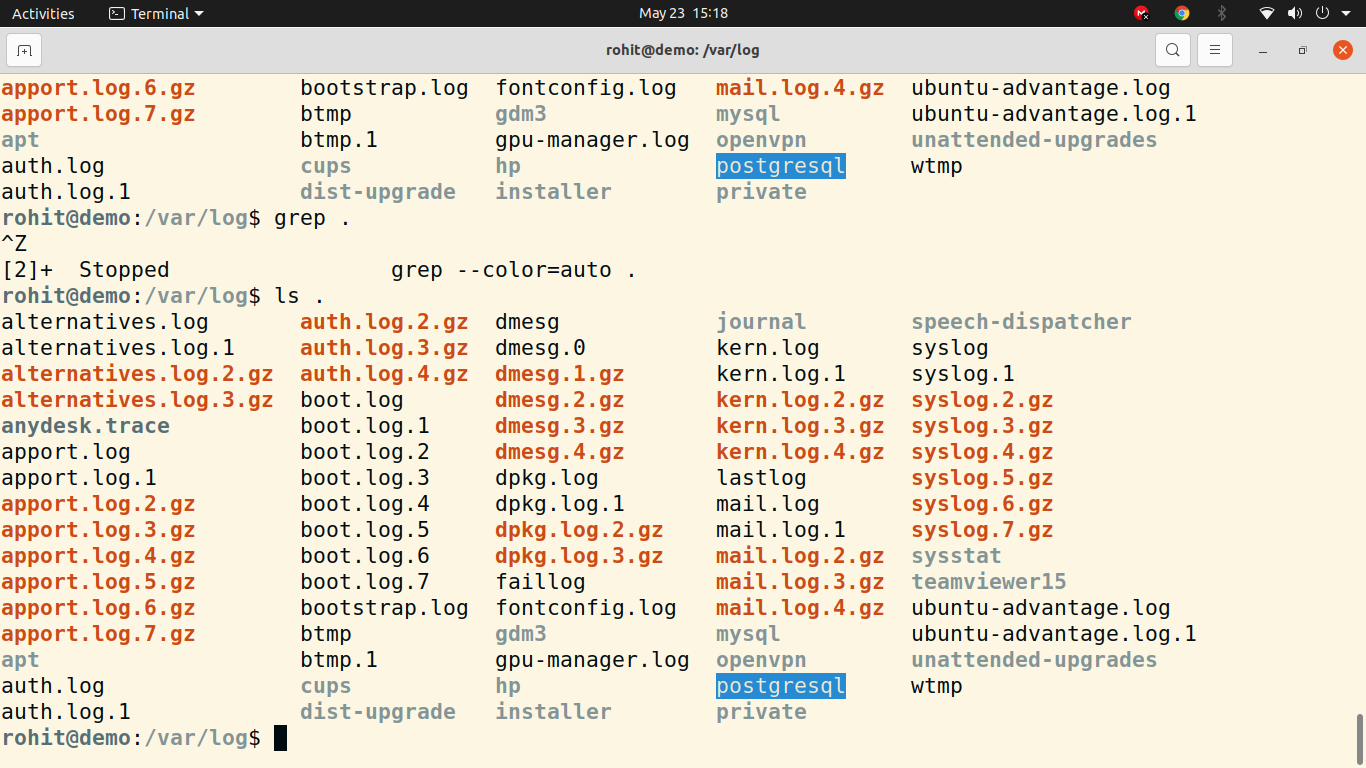 Activities Terminal May 23 15:18
rohit@demo: /var/log
apport.log.6.gz bootstrap.log fontconfig.log mail.log.4.gz ubuntu-advantage.log
apport.log.7.gz btmp gdm3 mysql ubuntu-advantage.log.1
apt btmp.1 gpu-manager.log openvpn unattended-upgrades
auth.log cups hp postgresql wtmp
auth.log.1 dist-upgrade installer private
rohit@demo:/var/log$ grep .
^Z
[2]+  Stopped                 grep --color=auto .
rohit@demo:/var/log$ ls .
alternatives.log auth.log.2.gz dmesg journal speech-dispatcher
alternatives.log.1 auth.log.3.gz dmesg.0 kern.log syslog
alternatives.log.2.gz auth.log.4.gz dmesg.1.gz kern.log.1 syslog.1
alternatives.log.3.gz boot.log dmesg.2.gz kern.log.2.gz syslog.2.gz
anydesk.trace boot.log.1 dmesg.3.gz kern.log.3.gz syslog.3.gz
apport.log boot.log.2 dmesg.4.gz kern.log.4.gz syslog.4.gz
apport.log.1 boot.log.3 dpkg.log lastlog syslog.5.gz
apport.log.2.gz boot.log.4 dpkg.log.1 mail.log syslog.6.gz
apport.log.3.gz boot.log.5 dpkg.log.2.gz mail.log.1 syslog.7.gz
apport.log.4.gz boot.log.6 dpkg.log.3.gz mail.log.2.gz sysstat
apport.log.5.gz boot.log.7 faillog mail.log.3.gz teamviewer15
apport.log.6.gz bootstrap.log fontconfig.log mail.log.4.gz ubuntu-advantage.log
apport.log.7.gz btmp gdm3 mysql ubuntu-advantage.log.1
apt btmp.1 gpu-manager.log openvpn unattended-upgrades
auth.log cups hp postgresql wtmp
auth.log.1 dist-upgrade installer private
rohit@demo:/var/log$